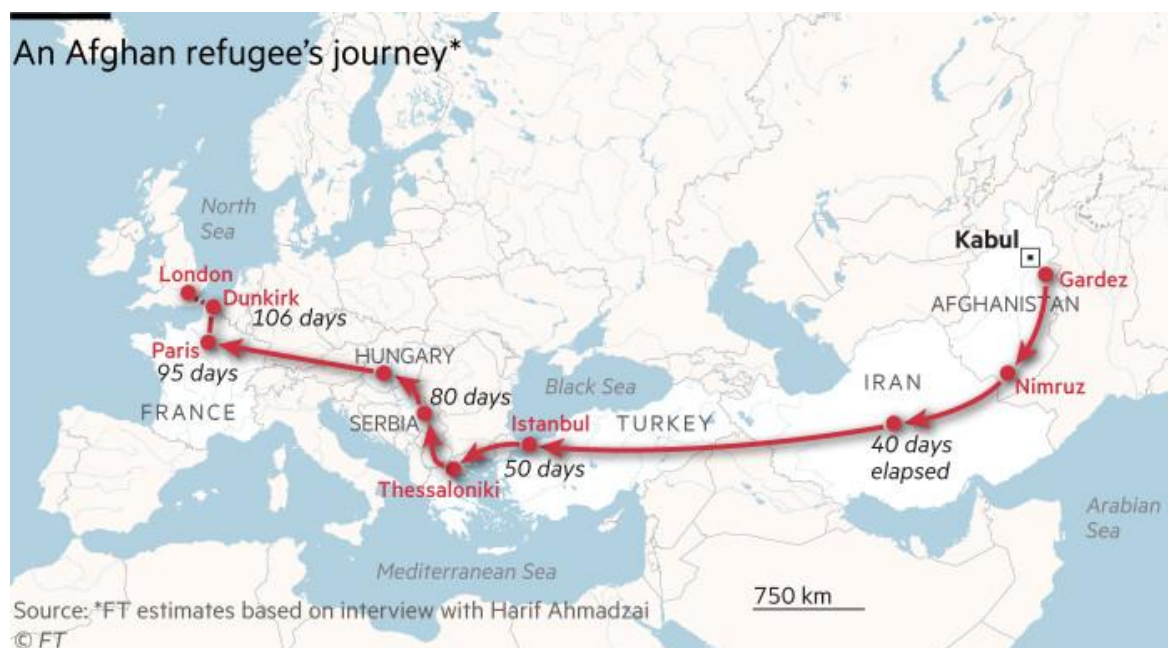 An Afghan refugee's journey*
North
Sea
London
Dunkirk
106 days
Paris
95 days
FRANCE
HUNGARY
80 days
SERBIA
Black Sea
Istanbul
50 days
TURKEY
Thessaloniki
Kabul
Gardez
AFGHANISTAN
IRAN
Nimruz
40 days
elapsed
Arabian
Sea
Mediterranean Sea
750 km
Source: *FT estimates based on interview with Harif Ahmadzai
© FT